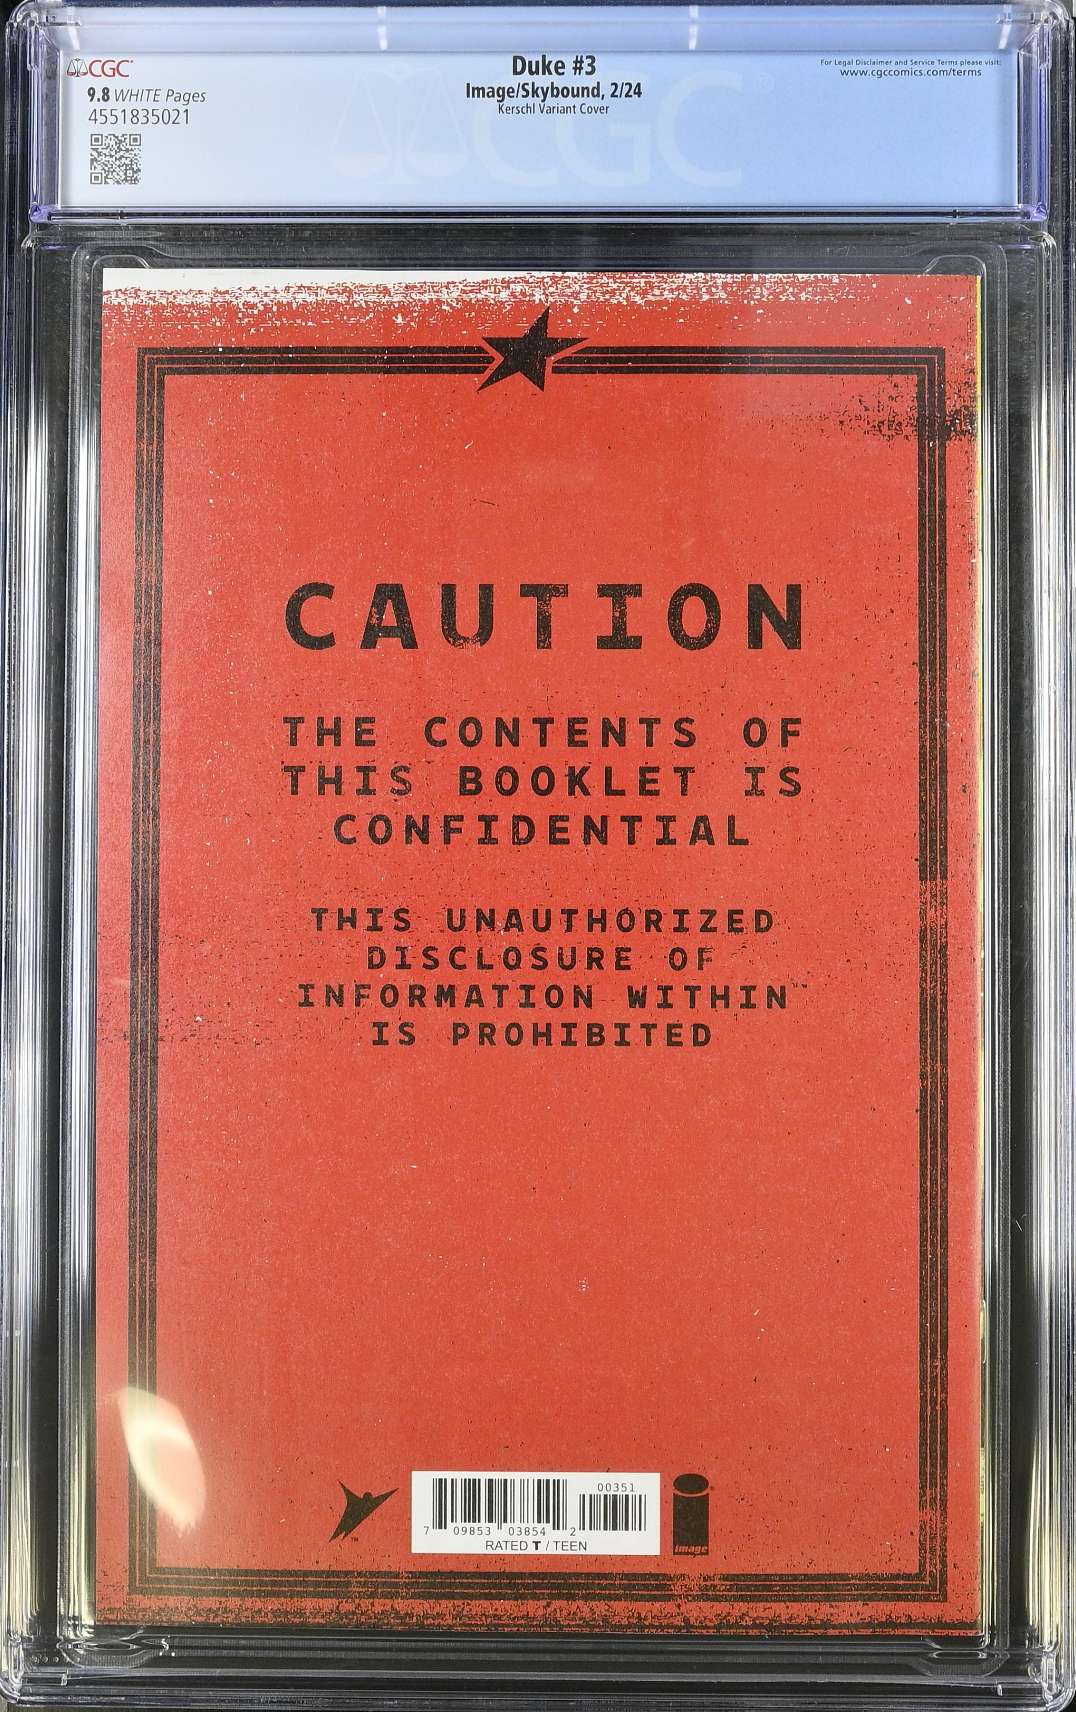 CGC
9.8 WHITE Pages
4551835021
Duke #3
Image/Skybound, 2/24
Kerschl Variant Cover
For Legal Disclaimer and Service Terms please visit:
www.cgccomics.com/terms
CGC
CAUTION
THE CONTENTS OF
THIS BOOKLET IS
CONFIDENTIAL
THIS UNAUTHORIZED
DISCLOSURE OF
INFORMATION WITHIN
IS PROHIBITED
TM
00351
7 09853 03854 2
RATED T / TEEN
image